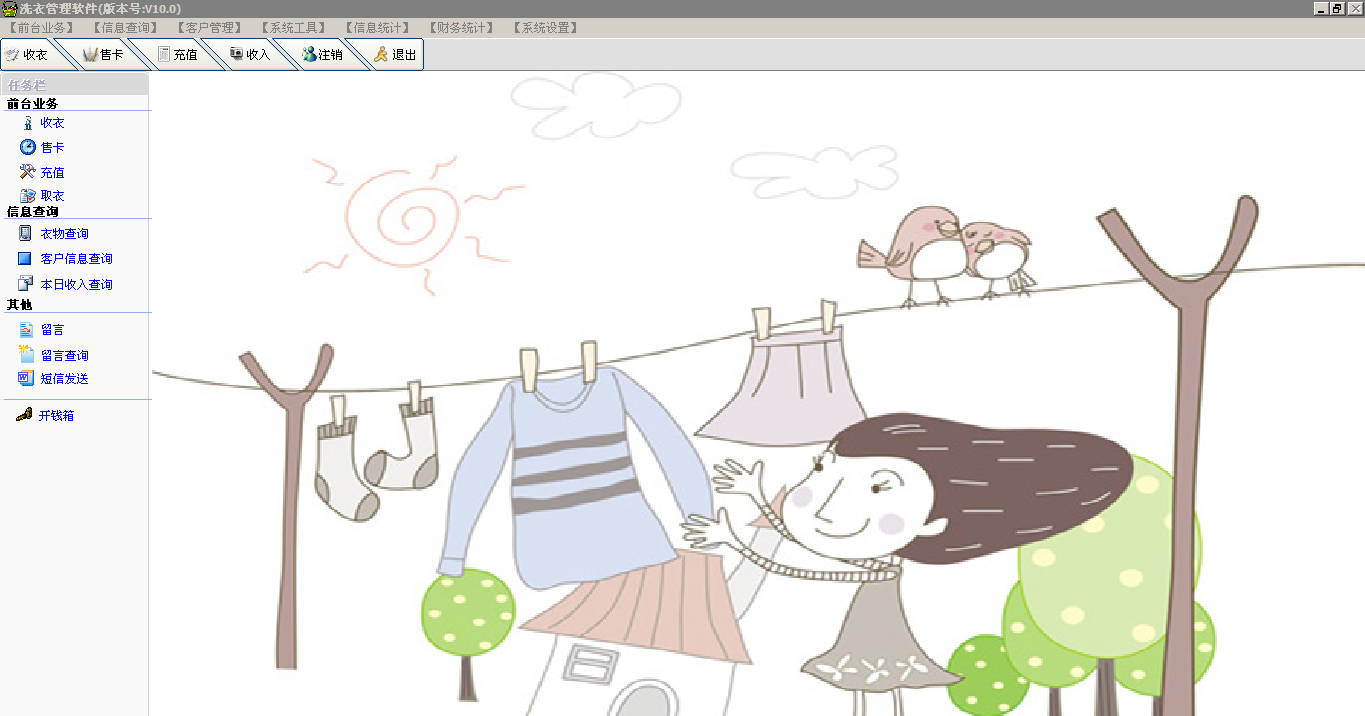 洗衣管理软件(版本号:V10.0)
【前台业务】 【信息查询】 【客户管理】 【系统工具】 【信息统计】 【财务统计】 【系统设置】
收衣 售卡 充值 收入 注销 退出
任务栏
前台业务
收衣
售卡
充值
取衣
信息查询
衣物查询
客户信息查询
本日收入查询
其他
留言
留言查询
短信发送
开钱箱